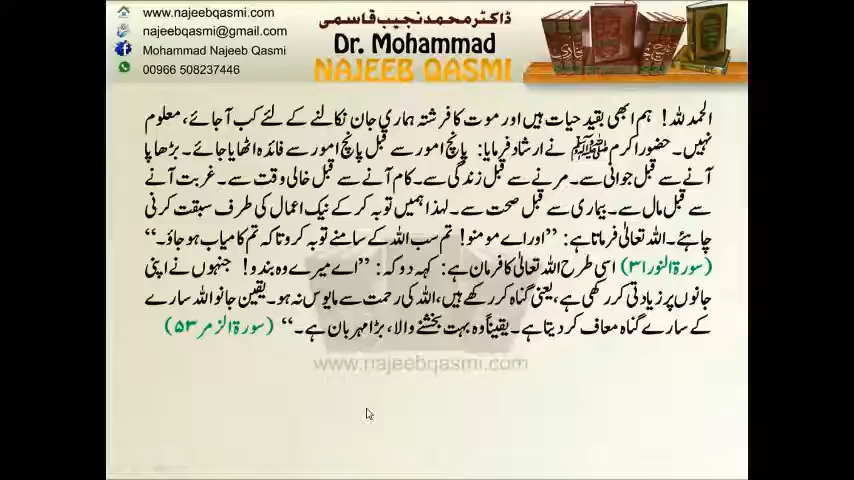 www.najeebqasmi.com
najeebqasmi@gmail.com
Mohammad Najeeb Qasmi
00966 508237446
ڈاکٹر محمد نجیب قاسمی
Dr. Mohammad
NAJEEB QASMI
الحمد للہ! ہم ابھی بقید حیات ہیں اور موت کا فرشتہ ہماری جان نکالنے کے لئے کب آجائے، معلوم
نہیں۔ حضور اکرم ﷺ نے ارشاد فرمایا: پانچ امور سے قبل پانچ امور سے فائدہ اٹھایا جائے۔ بڑھاپا
آنے سے قبل جوانی سے۔ مرنے سے قبل زندگی سے۔ کام آنے سے قبل خالی وقت سے۔ غربت آنے
سے قبل مال سے۔ بیماری سے قبل صحت سے۔ لہذا ہمیں توبہ کرکے نیک اعمال کی طرف سبقت کرنی
چاہئے۔ اللہ تعالیٰ فرماتا ہے: ’’اور اے مومنو! تم سب اللہ کے سامنے توبہ کرو تاکہ تم کامیاب ہوجاؤ۔‘‘
(سورۃ النور ۳۱) اسی طرح اللہ تعالیٰ کا فرمان ہے: کہہ دو کہ: ’’اے میرے وہ بندو! جنہوں نے اپنی
جانوں پر زیادتی کر رکھی ہے، یعنی گناہ کر رکھے ہیں، اللہ کی رحمت سے مایوس نہ ہو۔ یقین جانو اللہ سارے
کے سارے گناہ معاف کردیتا ہے۔ یقیناً وہ بہت بخشنے والا، بڑا مہربان ہے۔‘‘ (سورۃ الزمر ۵۳)
www.najeebqasmi.com